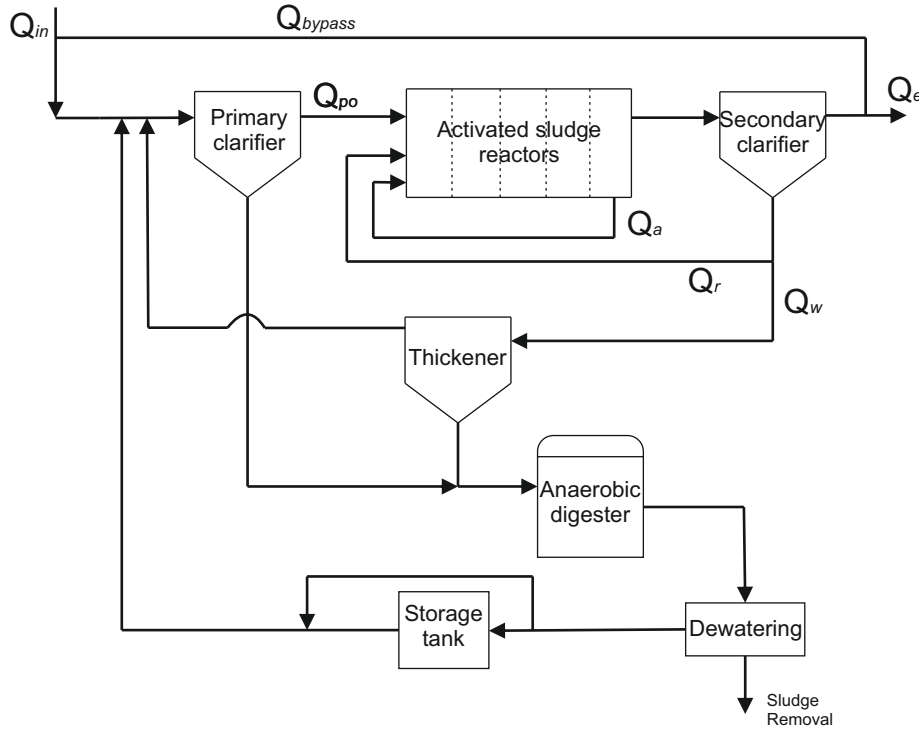 Qin
Qbypass
Qe
Qpo
Primary
clarifier
Activated sludge
reactors
Secondary
clarifier
Qa
Qr
Qw
Thickener
Anaerobic
digester
Storage
tank
Dewatering
Sludge
Removal